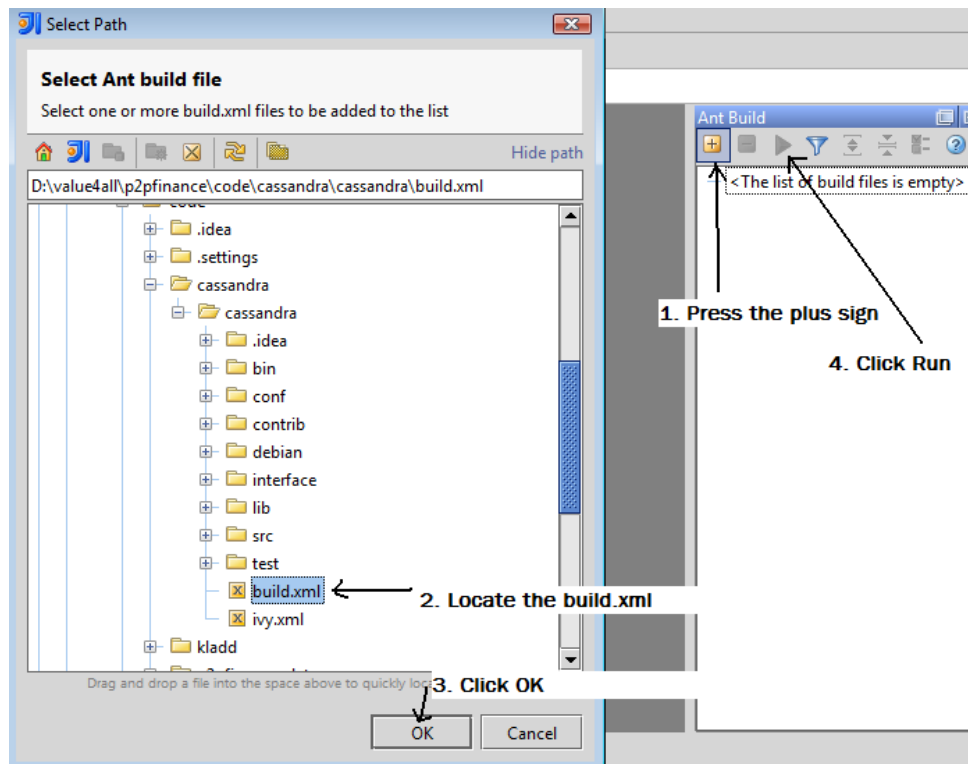 Select Path
Select Ant build file
Select one or more build.xml files to be added to the list
Hide path
D:\value4all\p2pfinance\code\cassandra\cassandra\build.xml
code
.idea
.settings
cassandra
cassandra
.idea
bin
conf
contrib
debian
interface
lib
src
test
build.xml
ivy.xml
kladd
Drag and drop a file into the space above to quickly
OK
Cancel
Ant Build
<The list of build files is empty>
1. Press the plus sign
4. Click Run
2. Locate the build.xml
3. Click OK